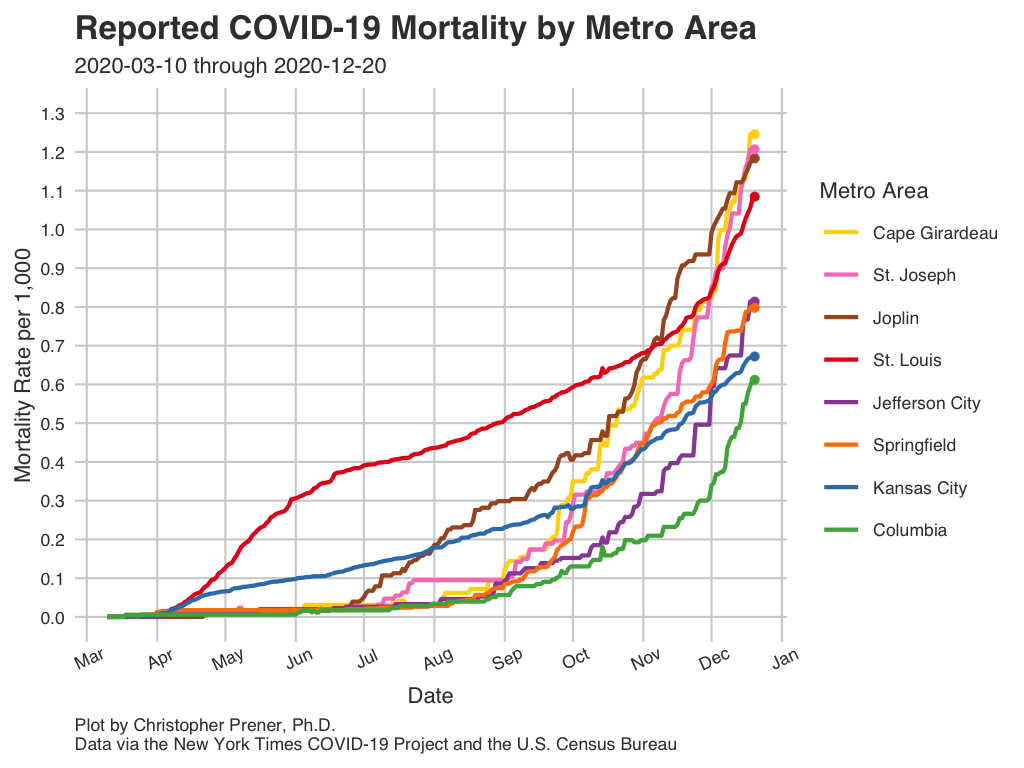 Reported COVID-19 Mortality by Metro Area
2020-03-10 through 2020-12-20
Mortality Rate per 1,000
1.3
1.2
1.1
1.0
0.9
0.8
0.7
0.6
0.5
0.4
0.3
0.2
0.1
0.0
Mar Apr May Jun Jul Aug Sep Oct Nov Dec Jan
Date
Metro Area
Cape Girardeau
St. Joseph
Joplin
St. Louis
Jefferson City
Springfield
Kansas City
Columbia
Plot by Christopher Prener, Ph.D.
Data via the New York Times COVID-19 Project and the U.S. Census Bureau